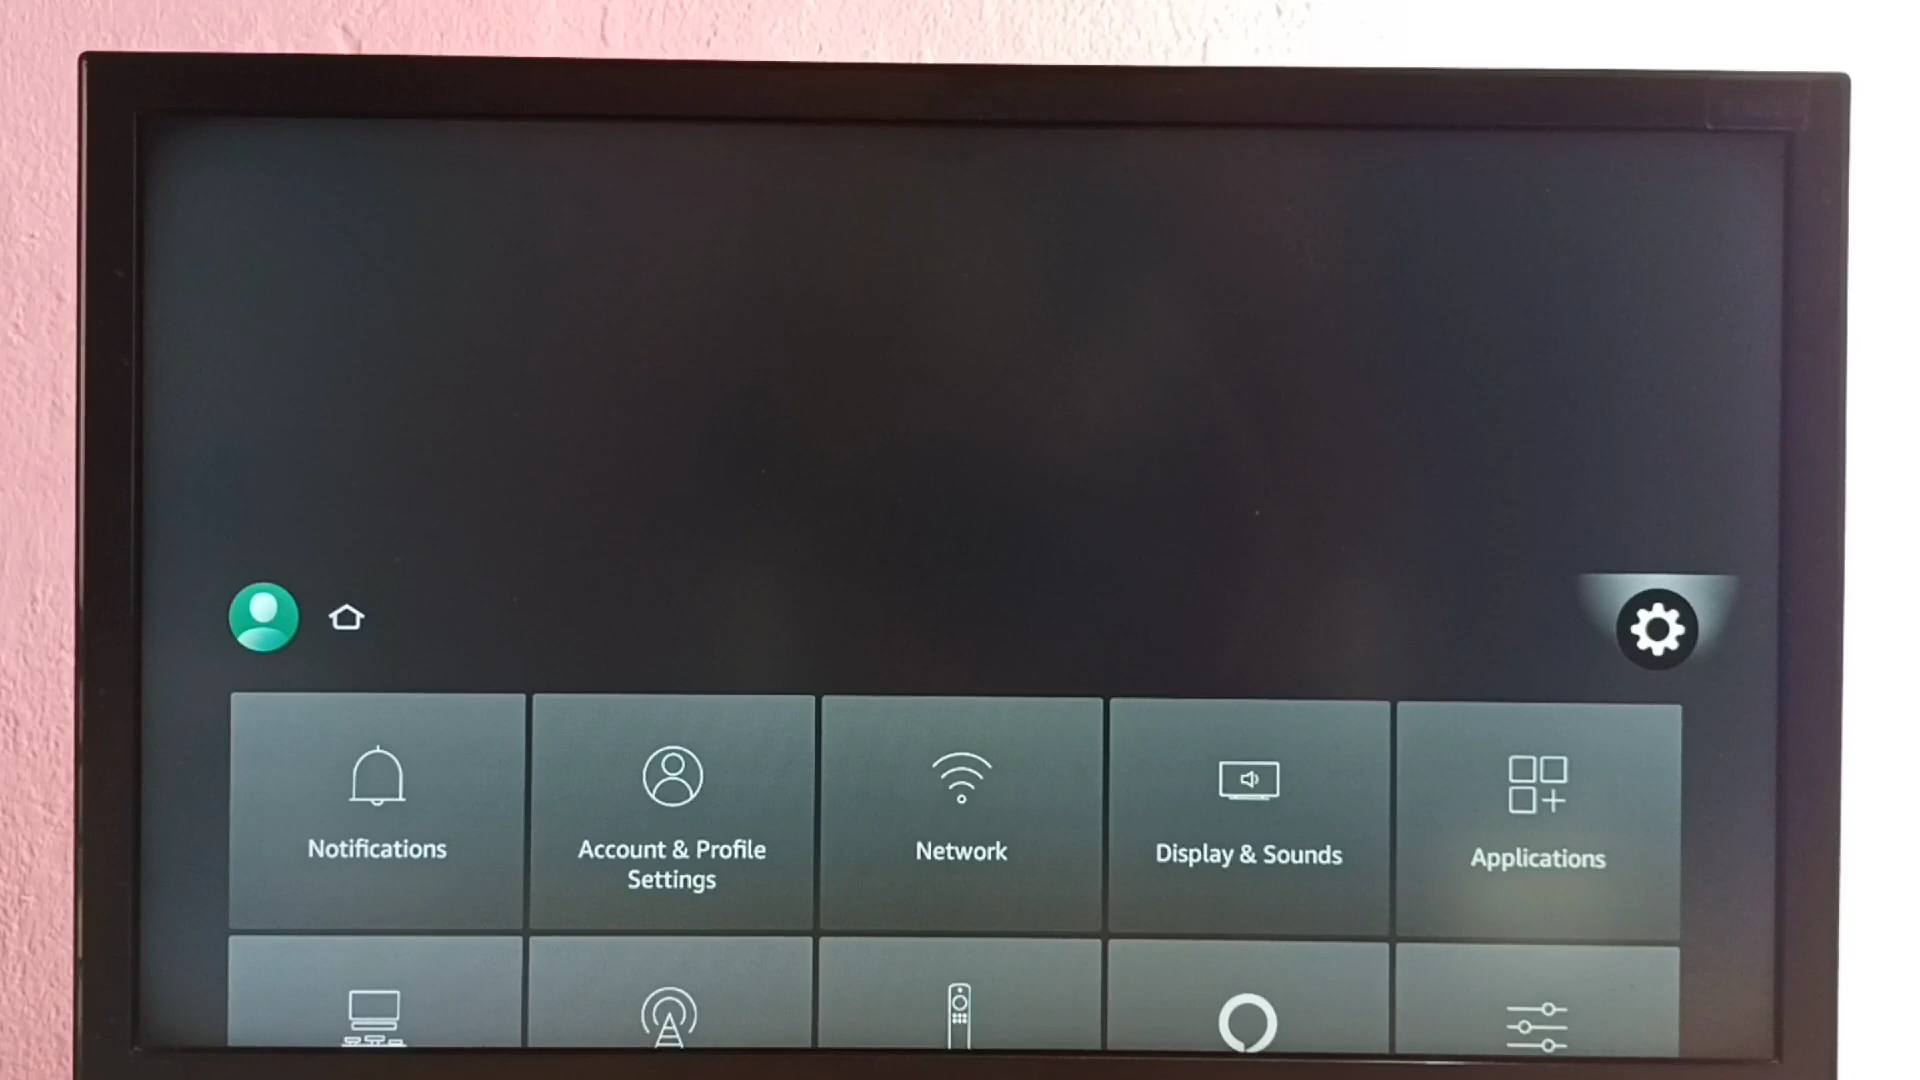 Notifications
Account & Profile
Settings
Network
Display & Sounds
Applications